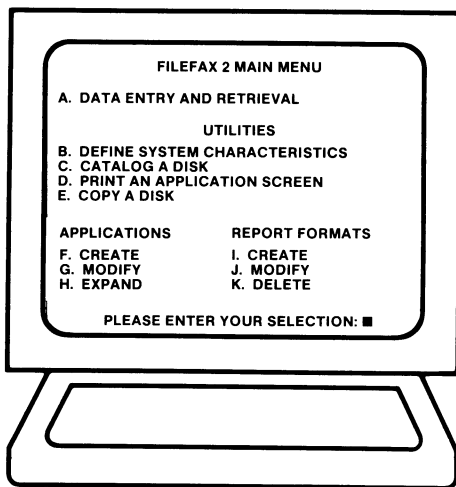 FILEFAX 2 MAIN MENU
A. DATA ENTRY AND RETRIEVAL
UTILITIES
B. DEFINE SYSTEM CHARACTERISTICS
C. CATALOG A DISK
D. PRINT AN APPLICATION SCREEN
E. COPY A DISK
APPLICATIONS
F. CREATE
G. MODIFY
H. EXPAND
REPORT FORMATS
I. CREATE
J. MODIFY
K. DELETE
PLEASE ENTER YOUR SELECTION: ■